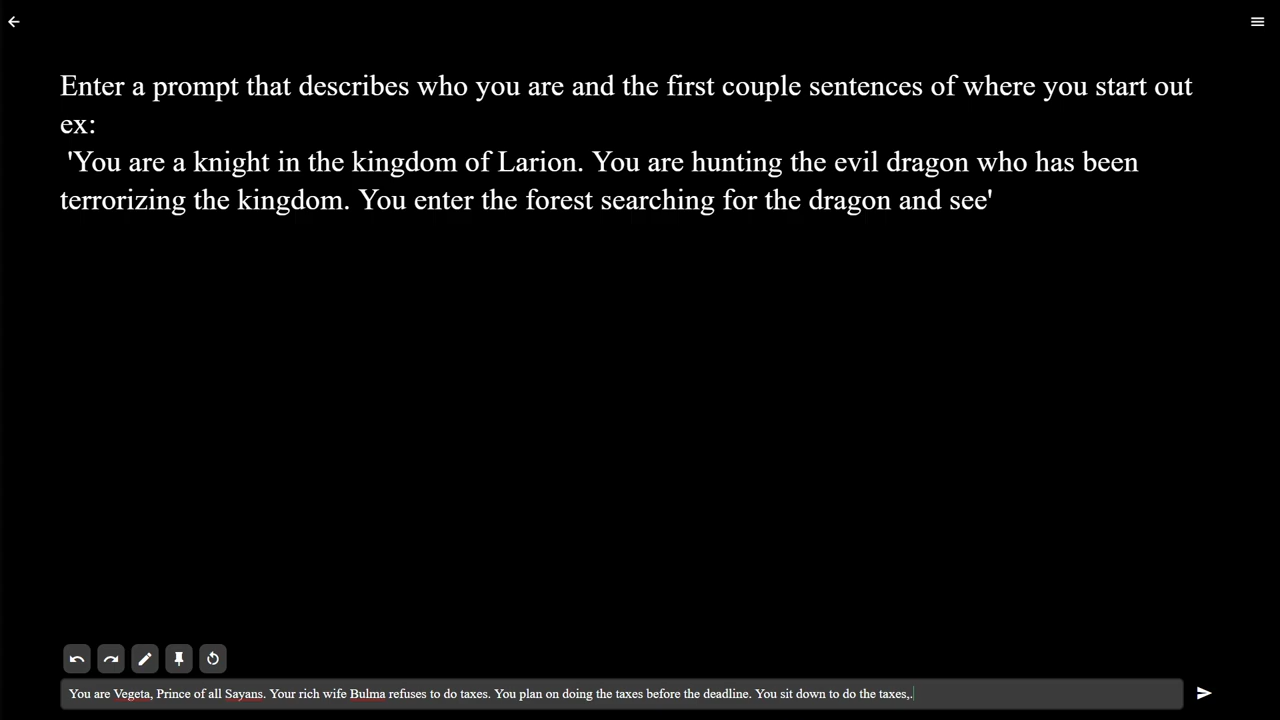 Enter a prompt that describes who you are and the first couple sentences of where you start out
ex:
'You are a knight in the kingdom of Larion. You are hunting the evil dragon who has been
terrorizing the kingdom. You enter the forest searching for the dragon and see'
You are Vegeta, Prince of all Sayans. Your rich wife Bulma refuses to do taxes. You plan on doing the taxes before the deadline. You sit down to do the taxes,.